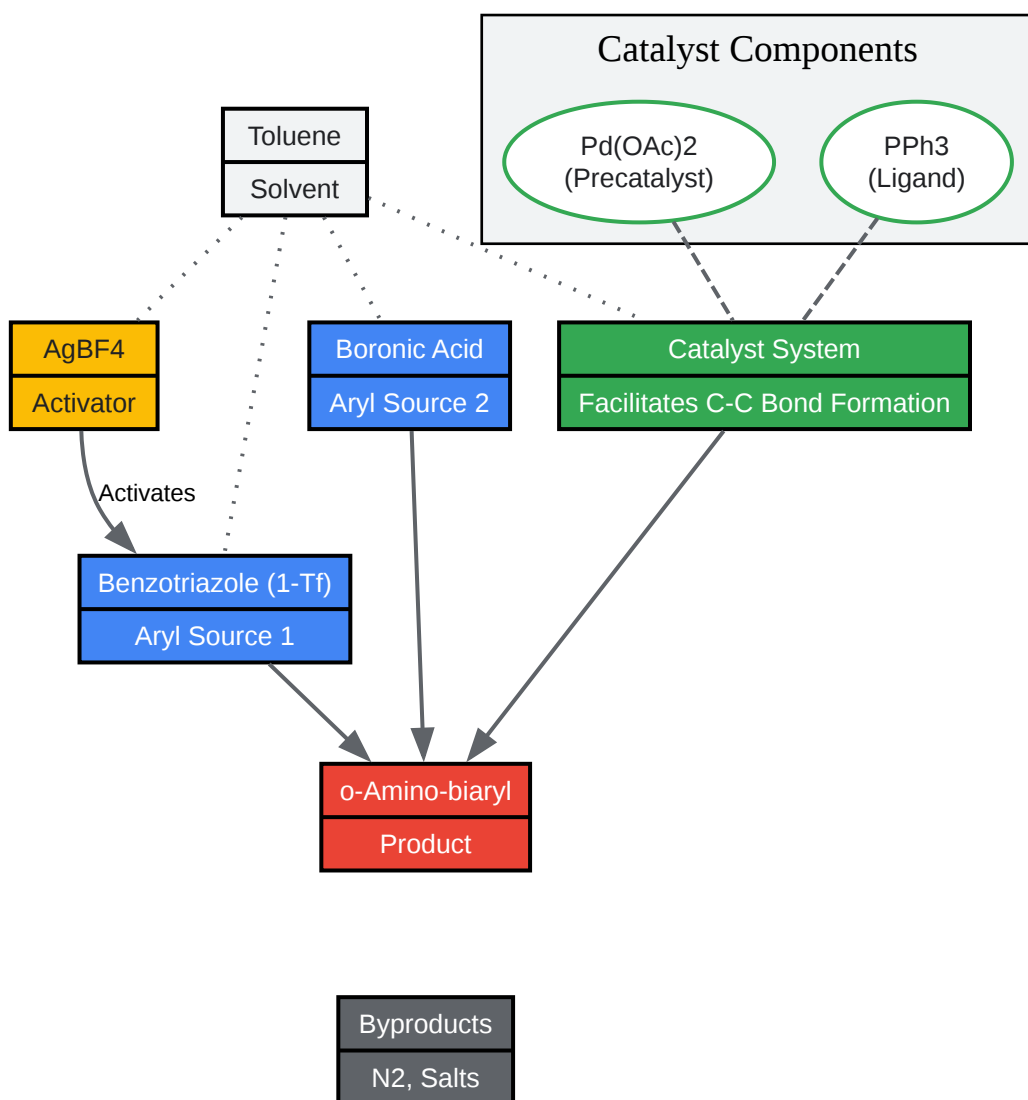 Catalyst Components
Toluene
Solvent
Pd(OAc)2
(Precatalyst)
PPh3
(Ligand)
AgBF4
Activator
Boronic Acid
Aryl Source 2
Catalyst System
Facilitates C-C Bond Formation
Activates
Benzotriazole (1-Tf)
Aryl Source 1
o-Amino-biaryl
Product
Byproducts
N2, Salts